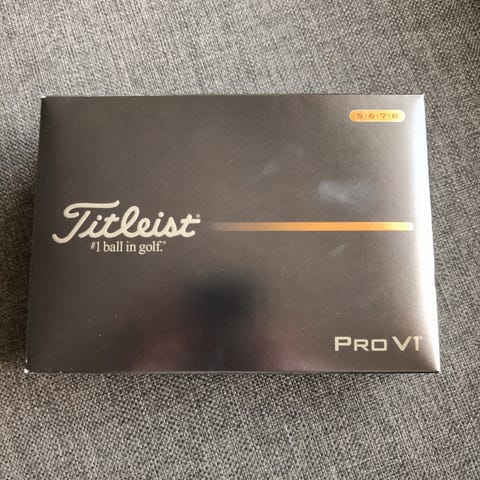 5•6•7•8
Titleist®
#1 ball in golf.®
PRO V1